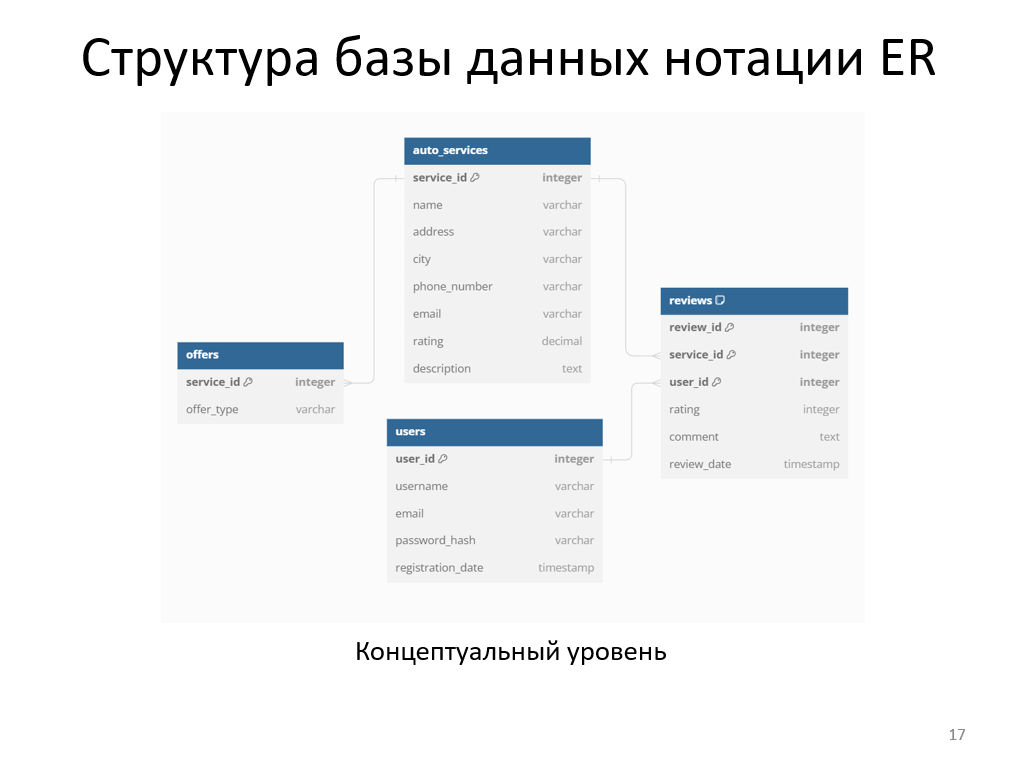 Структура базы данных нотации ER
auto_services
service_id integer
name varchar
address varchar
city varchar
phone_number varchar
email varchar
rating decimal
description text
offers
service_id integer
offer_type varchar
users
user_id integer
username varchar
email varchar
password_hash varchar
registration_date timestamp
reviews
review_id integer
service_id integer
user_id integer
rating integer
comment text
review_date timestamp
Концептуальный уровень
17